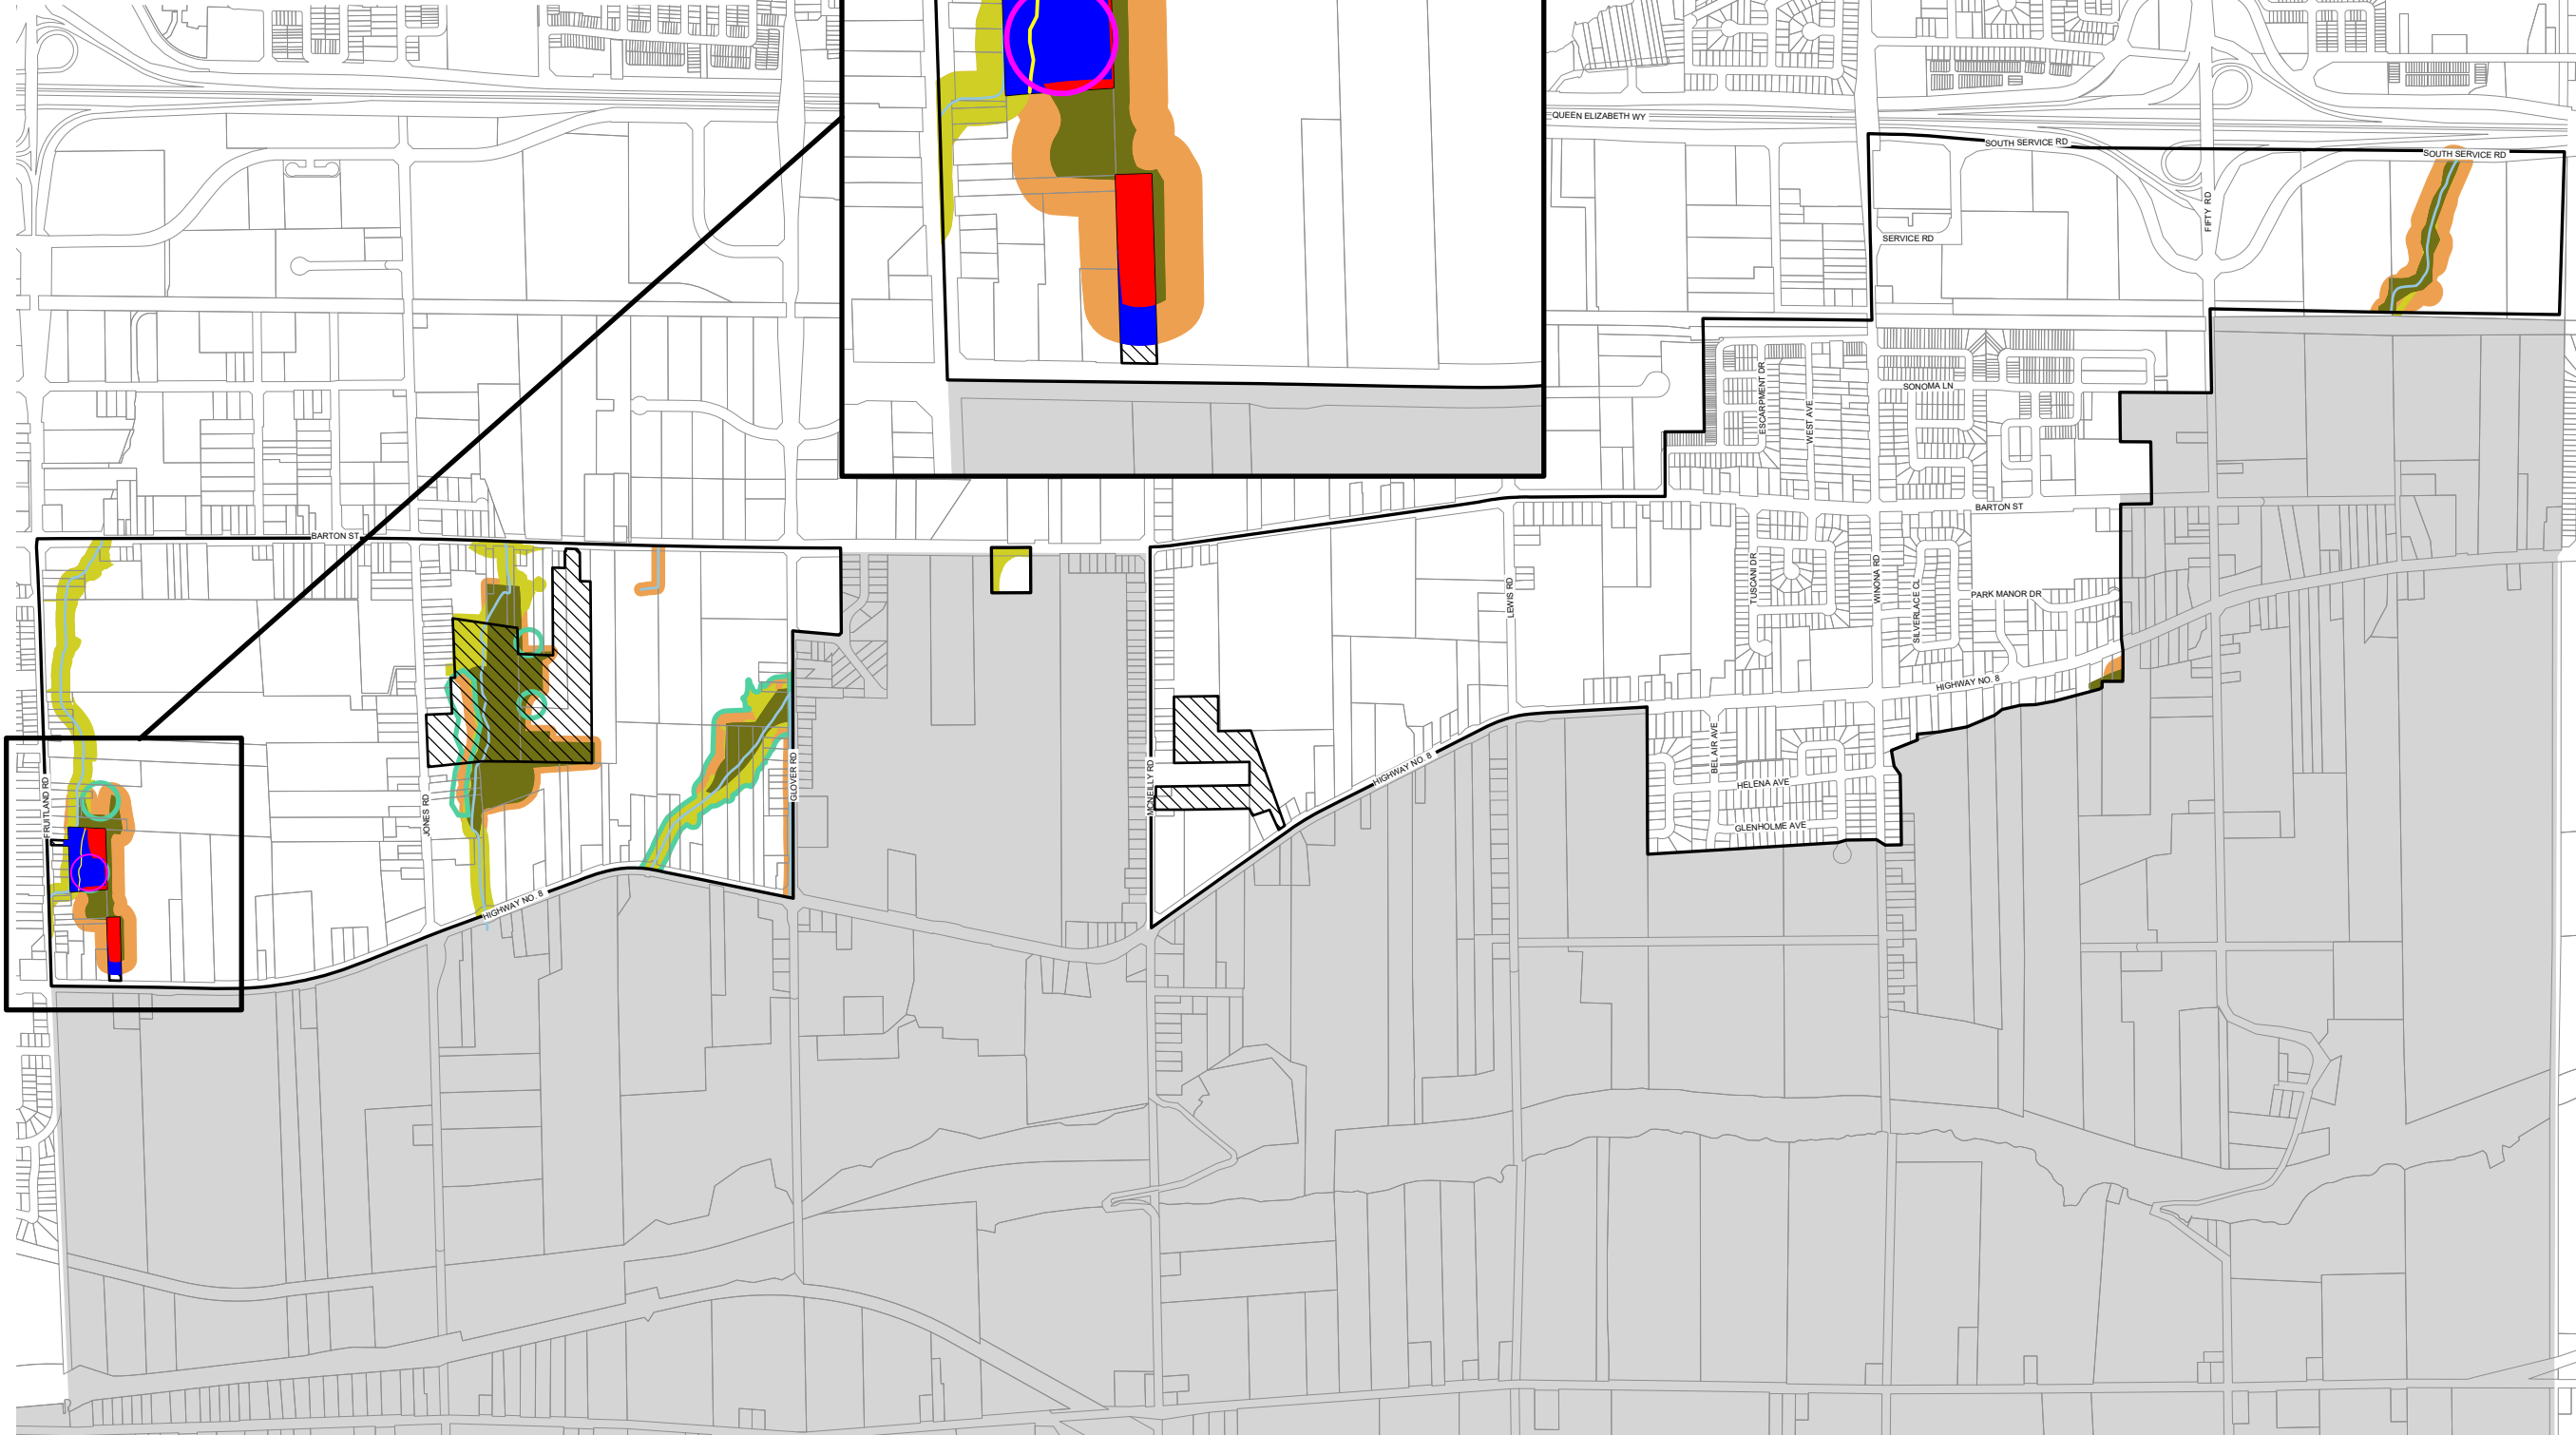 QUEEN ELIZABETH WY
SOUTH SERVICE RD
SOUTH SERVICE RD
FIFTY RD
SERVICE RD
ESCARPMENT DR
WEST AVE
SONOMA LN
BARTON ST
BARTON ST
TUSCANI DR
WINONA RD
SILVERLACE CL
PARK MANOR DR
LEWIS RD
HIGHWAY NO. 8
BEL AIR AVE
HELENA AVE
GLENHOLME AVE
FRUITLAND RD
JONES RD
GLOVER RD
MCNEILLY RD
HIGHWAY NO. 8
HIGHWAY NO. 8